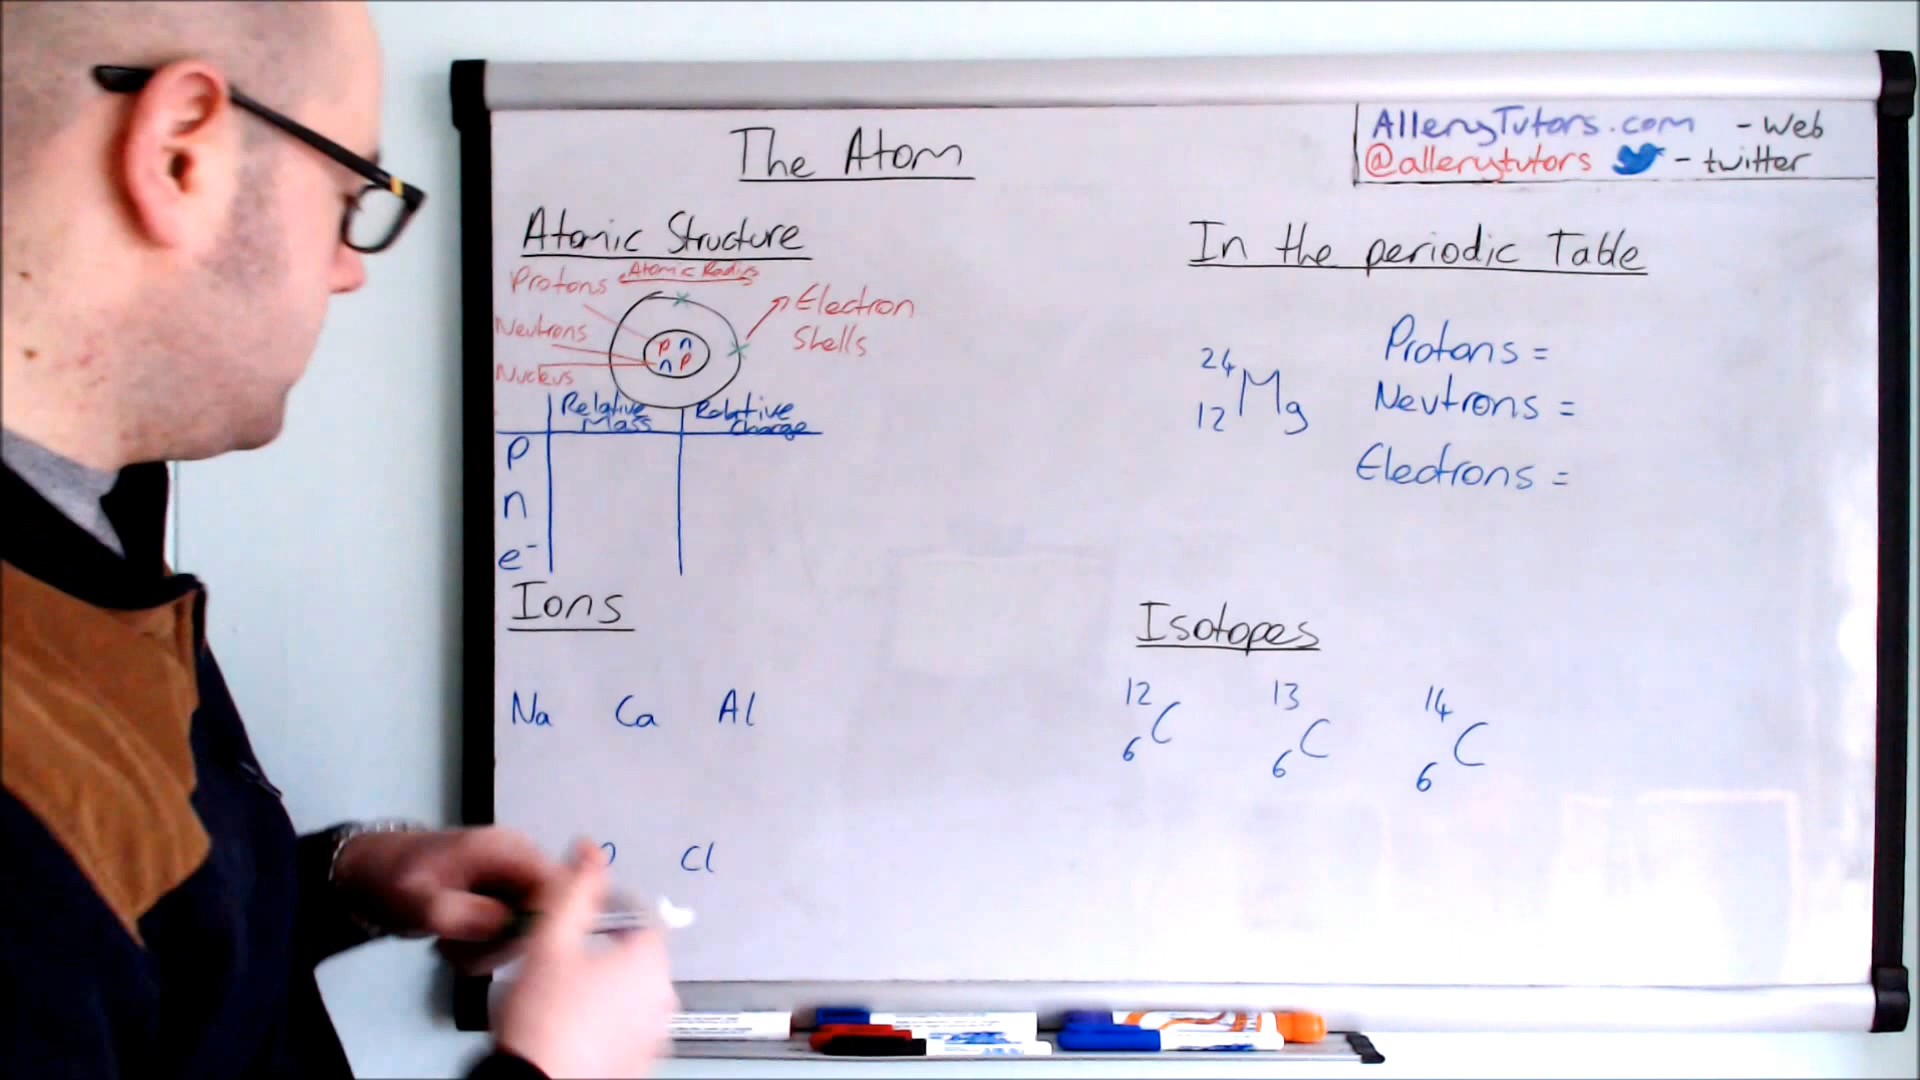 The Atom
AlleryTutors.com - Web
@allerytutors - twitter
Atomic Structure
Atomic Radius
Protons
Neutrons
Nucleus
Electron
Shells
p n
n p
Relative
Mass
Relative
Charge
p
n
e⁻
In the periodic Table
24
12 Mg
Protons =
Neutrons =
Electrons =
Ions
Na Ca Al
Cl
Isotopes
12 13 14
C C C
6 6 6